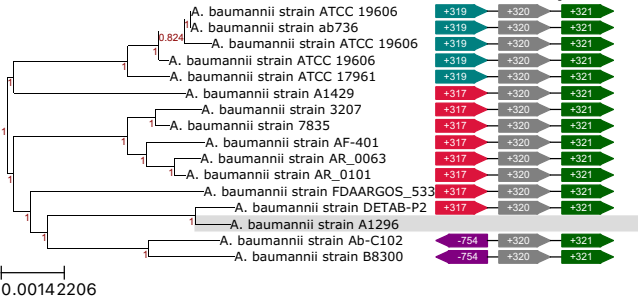 A. baumannii strain ATCC 19606 +319 +320 +321
1 A. baumannii strain ab736 +319 +320 +321
0.824 A. baumannii strain ATCC 19606 +319 +320 +321
1 A. baumannii strain ATCC 19606 +319 +320 +321
1 A. baumannii strain ATCC 17961 +319 +320 +321
1 A. baumannii strain A1429 +317 +320 +321
A. baumannii strain 3207 +317 +320 +321
1 1 A. baumannii strain 7835 +317 +320 +321
1 A. baumannii strain AF-401 +317 +320 +321
1 1 A. baumannii strain AR_0063 +317 +320 +321
1 1 A. baumannii strain AR_0101 +317 +320 +321
A. baumannii strain FDAARGOS_533 +317 +320 +321
1 A. baumannii strain DETAB-P2 +317 +320 +321
1 1 A. baumannii strain A1296
1 A. baumannii strain Ab-C102 -754 +320 +321
1 A. baumannii strain B8300 -754 +320 +321
0.00142206